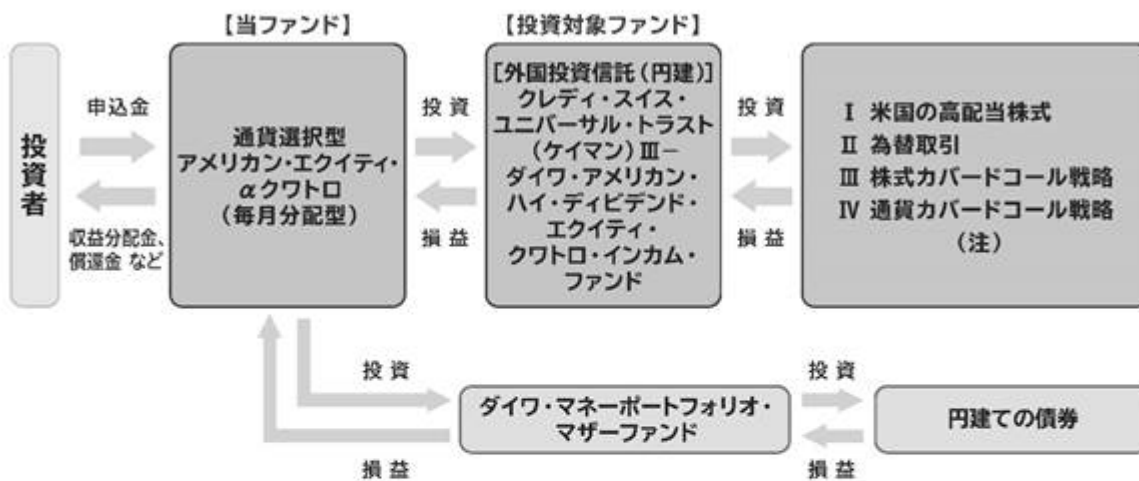 【当ファンド】
【投資対象ファンド】
投資者
申込金
収益分配金、
償還金 など
通貨選択型
アメリカン・エクイティ・
αクワトロ
(毎月分配型)
投 資
損 益
[外国投資信託(円建)]
クレディ・スイス・
ユニバーサル・トラスト
(ケイマン)Ⅲ-
ダイワ・アメリカン・
ハイ・ディビデンド・
エクイティ・
クワトロ・インカム・
ファンド
投 資
損 益
Ⅰ 米国の高配当株式
Ⅱ 為替取引
Ⅲ 株式カバードコール戦略
Ⅳ 通貨カバードコール戦略
(注)
投 資
損 益
ダイワ・マネーポートフォリオ・
マザーファンド
投 資
損 益
円建ての債券